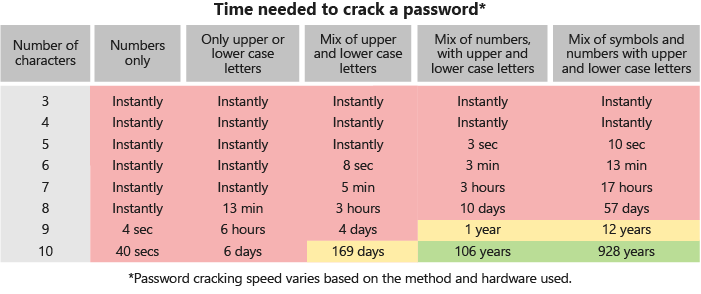 Time needed to crack a password*
Number of characters | Numbers only | Only upper or lower case letters | Mix of upper and lower case letters | Mix of numbers, with upper and lower case letters | Mix of symbols and numbers with upper and lower case letters
3 | Instantly | Instantly | Instantly | Instantly | Instantly
4 | Instantly | Instantly | Instantly | Instantly | Instantly
5 | Instantly | Instantly | Instantly | 3 sec | 10 sec
6 | Instantly | Instantly | 8 sec | 3 min | 13 min
7 | Instantly | Instantly | 5 min | 3 hours | 17 hours
8 | Instantly | 13 min | 3 hours | 10 days | 57 days
9 | 4 sec | 6 hours | 4 days | 1 year | 12 years
10 | 40 secs | 6 days | 169 days | 106 years | 928 years
*Password cracking speed varies based on the method and hardware used.